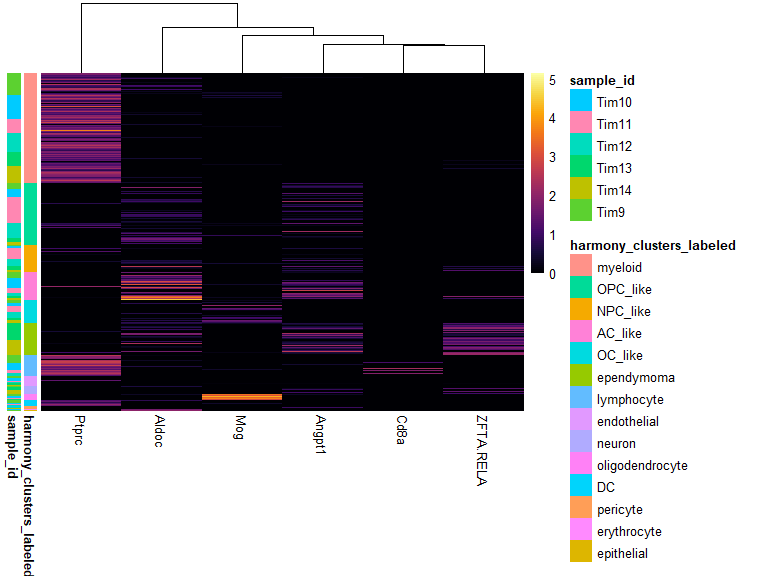 5
4
3
2
1
0
sample_id
Tim10
Tim11
Tim12
Tim13
Tim14
Tim9
harmony_clusters_labeled
myeloid
OPC_like
NPC_like
AC_like
OC_like
ependymoma
lymphocyte
endothelial
neuron
oligodendrocyte
DC
pericyte
erythrocyte
epithelial
sample_id
harmony_clusters_labeled
Ptprc
Aldoc
Mog
Angpt1
Cd8a
ZFTA.RELA